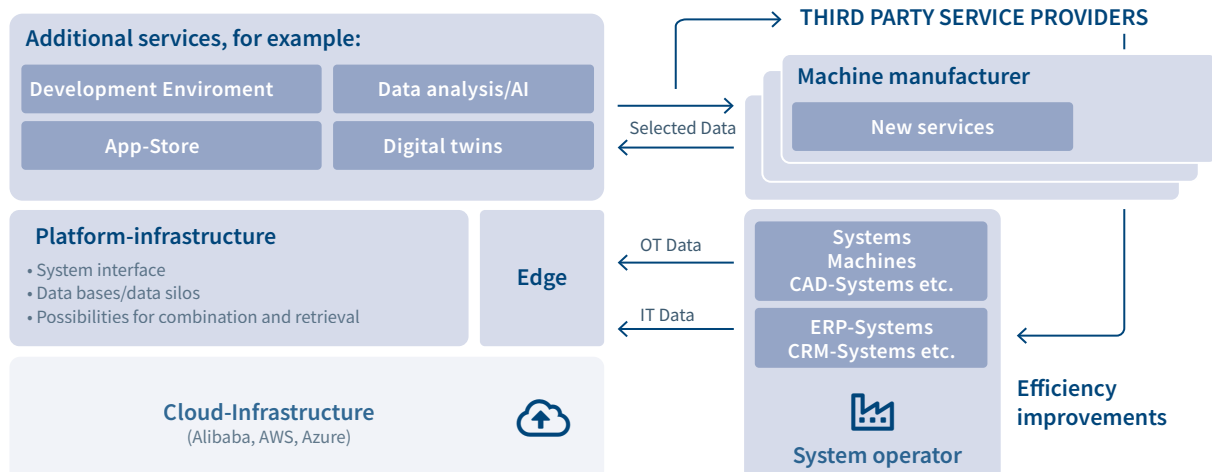 Additional services, for example:
Development Enviroment
Data analysis/AI
App-Store
Digital twins
Platform-infrastructure
• System interface
• Data bases/data silos
• Possibilities for combination and retrieval
Edge
Cloud-Infrastructure
(Alibaba, AWS, Azure)
Selected Data
OT Data
IT Data
THIRD PARTY SERVICE PROVIDERS
Machine manufacturer
New services
Systems
Machines
CAD-Systems etc.
ERP-Systems
CRM-Systems etc.
System operator
Efficiency
improvements